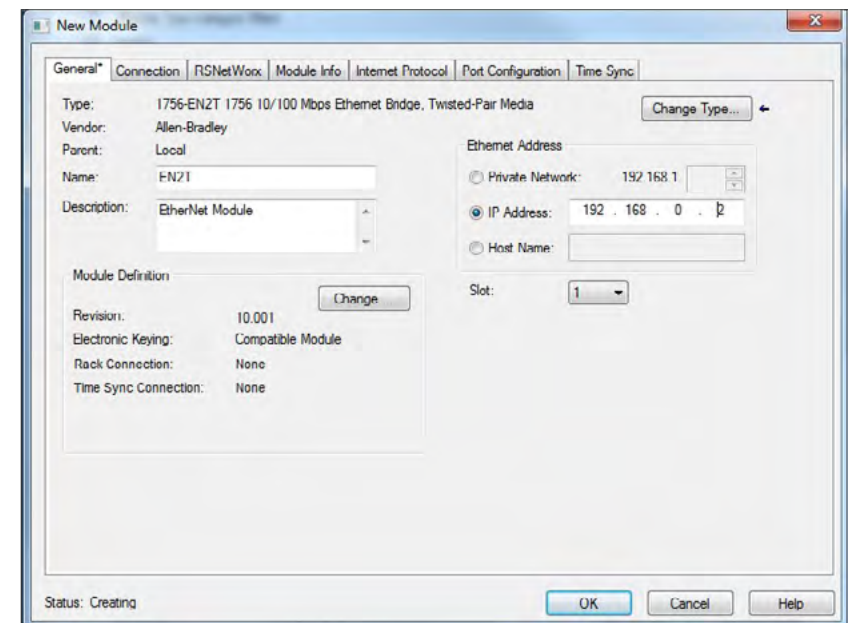 New Module
General* Connection RSNetWorx Module Info Internet Protocol Port Configuration Time Sync
Type: 1756-EN2T 1756 10/100 Mbps Ethernet Bridge, Twisted-Pair Media
Change Type...
Vendor: Allen-Bradley
Parent: Local
Name: EN2T
Description: EtherNet Module
Ethernet Address
Private Network: 192.168.1.
IP Address: 192 . 168 . 0 . 2
Host Name:
Slot: 1
Module Definition
Change
Revision: 10.001
Electronic Keying: Compatible Module
Rack Connection: None
Time Sync Connection: None
Status: Creating
OK Cancel Help